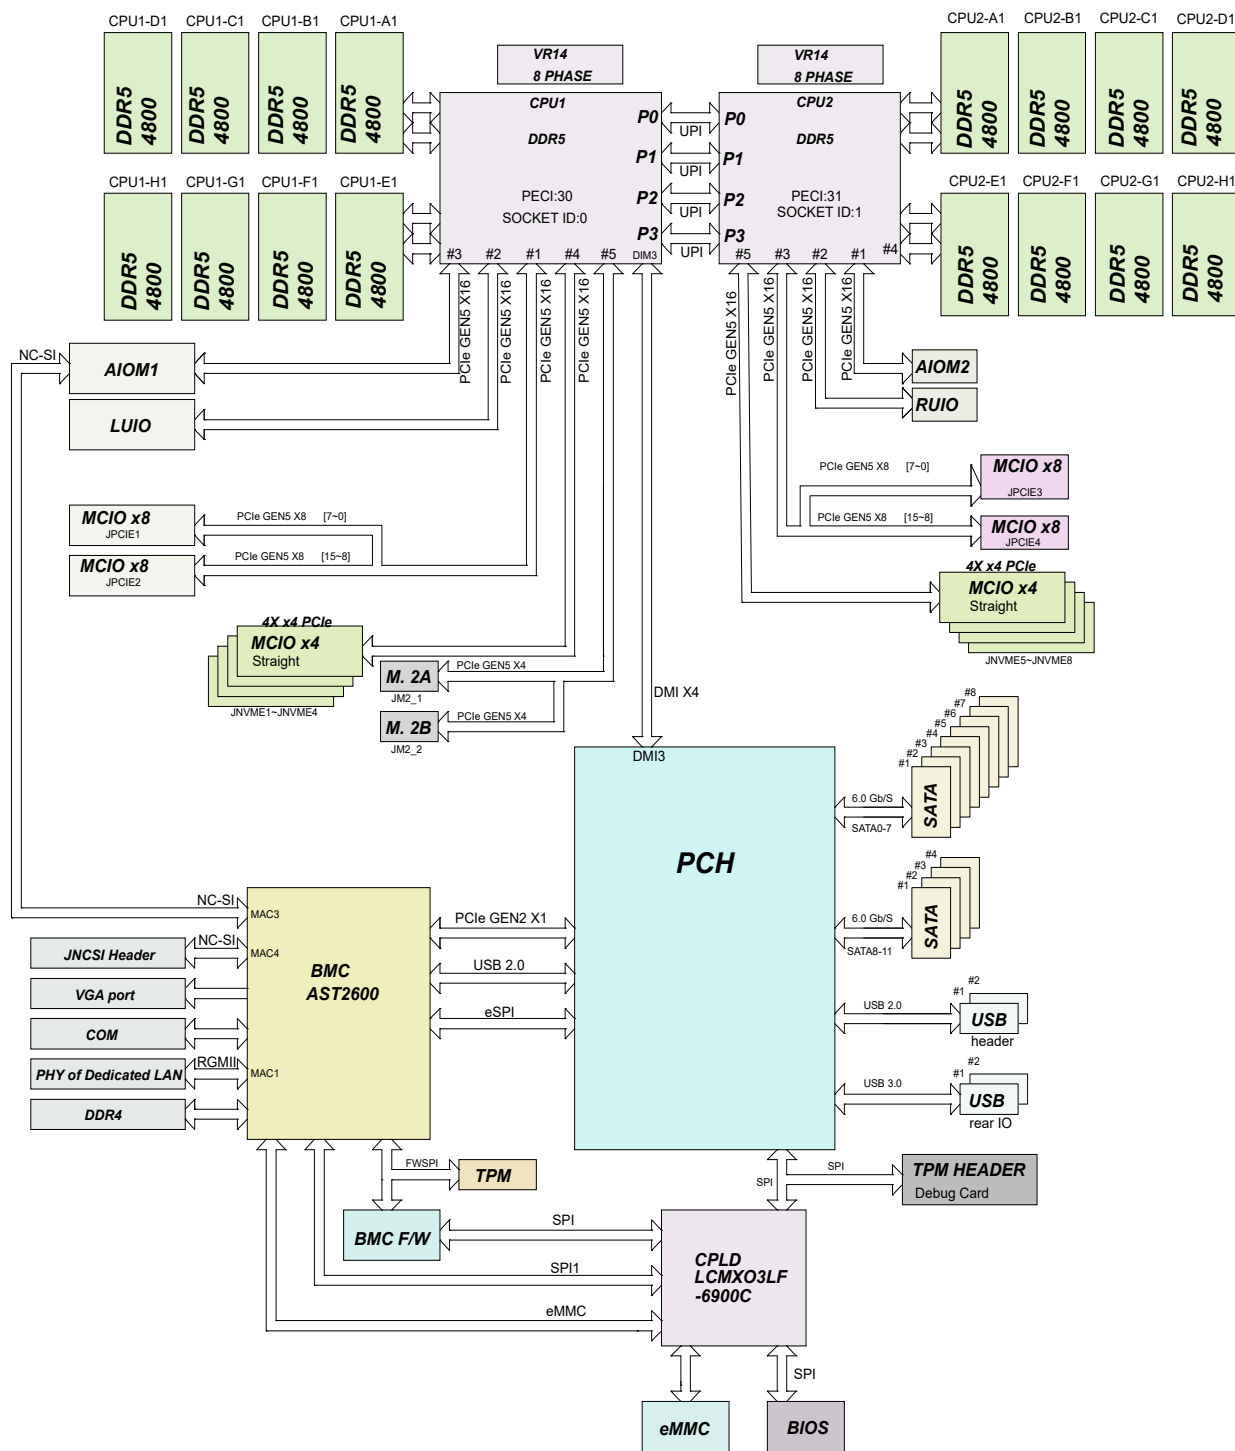 CPU1-D1 CPU1-C1 CPU1-B1 CPU1-A1
CPU2-A1 CPU2-B1 CPU2-C1 CPU2-D1
DDR5 4800
DDR5 4800
DDR5 4800
DDR5 4800
VR14
8 PHASE
VR14
8 PHASE
DDR5 4800
DDR5 4800
DDR5 4800
DDR5 4800
CPU1
DDR5
PECI:30
SOCKET ID:0
P0
P1
P2
P3
UPI
UPI
UPI
UPI
CPU2
DDR5
PECI:31
SOCKET ID:1
P0
P1
P2
P3
CPU1-H1 CPU1-G1 CPU1-F1 CPU1-E1
CPU2-E1 CPU2-F1 CPU2-G1 CPU2-H1
DDR5 4800
DDR5 4800
DDR5 4800
DDR5 4800
DDR5 4800
DDR5 4800
DDR5 4800
DDR5 4800
#3 #2 #1 #4 #5 DIM3
#5 #3 #2 #1 #4
PCIe GEN5 X16
PCIe GEN5 X16
PCIe GEN5 X16
PCIe GEN5 X16
PCIe GEN5 X16
PCIe GEN5 X16
PCIe GEN5 X16
PCIe GEN5 X16
NC-SI
AIOM1
LUIO
AIOM2
RUIO
PCIe GEN5 X8 [7~0]
MCIO x8
JPCIE3
PCIe GEN5 X8 [15~8]
MCIO x8
JPCIE4
MCIO x8
JPCIE1
PCIe GEN5 X8 [7~0]
MCIO x8
JPCIE2
PCIe GEN5 X8 [15~8]
4X x4 PCIe
MCIO x4
Straight
JNVME5~JNVME8
4X x4 PCIe
MCIO x4
Straight
JNVME1~JNVME4
M. 2A
JM2_1
PCIe GEN5 X4
M. 2B
JM2_2
PCIe GEN5 X4
DMI X4
DMI3
PCH
#1
#2
#3
#4
#5
#6
#7
#8
6.0 Gb/S
SATA0-7
SATA
#1
#2
#3
#4
6.0 Gb/S
SATA8-11
SATA
NC-SI
MAC3
JNCSI Header
NC-SI
MAC4
VGA port
COM
PHY of Dedicated LAN
RGMII
MAC1
DDR4
BMC
AST2600
PCIe GEN2 X1
USB 2.0
eSPI
USB 2.0
#1
#2
USB
header
USB 3.0
#1
#2
USB
rear IO
FWSPI
TPM
SPI
SPI
TPM HEADER
Debug Card
BMC F/W
SPI
SPI1
eMMC
CPLD
LCMXO3LF
-6900C
SPI
eMMC
BIOS